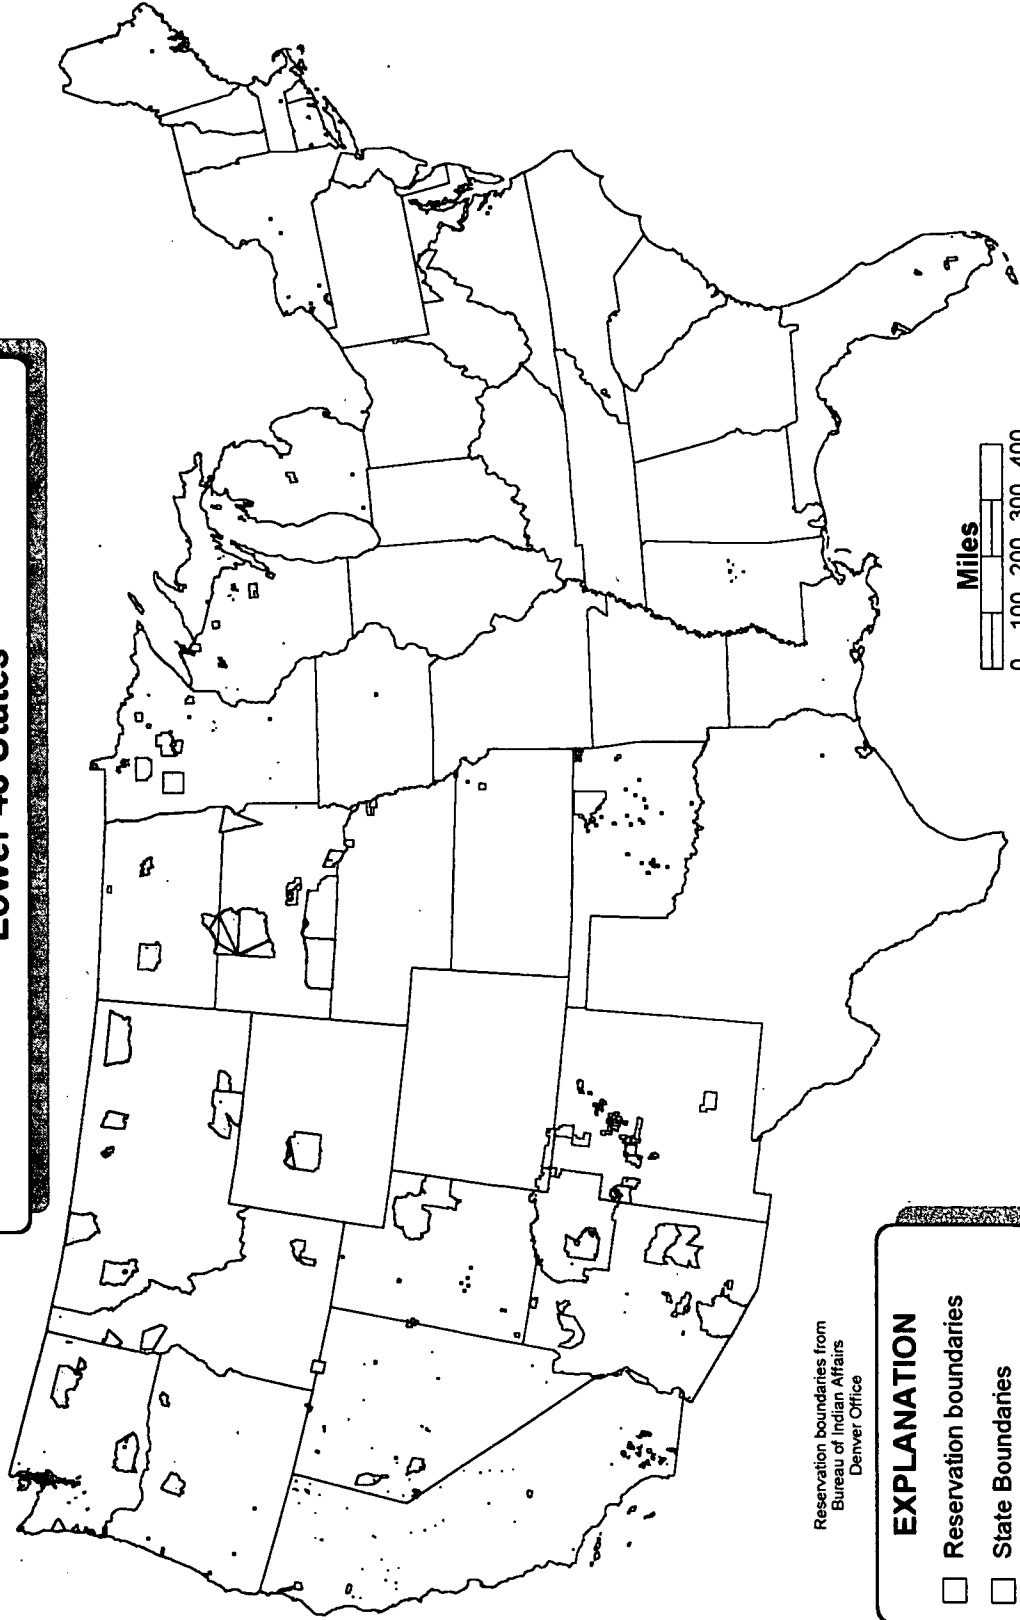 Lower 48 States
Miles
0 100 200 300 400
Reservation boundaries from
Bureau of Indian Affairs
Denver Office
EXPLANATION
Reservation boundaries
State Boundaries